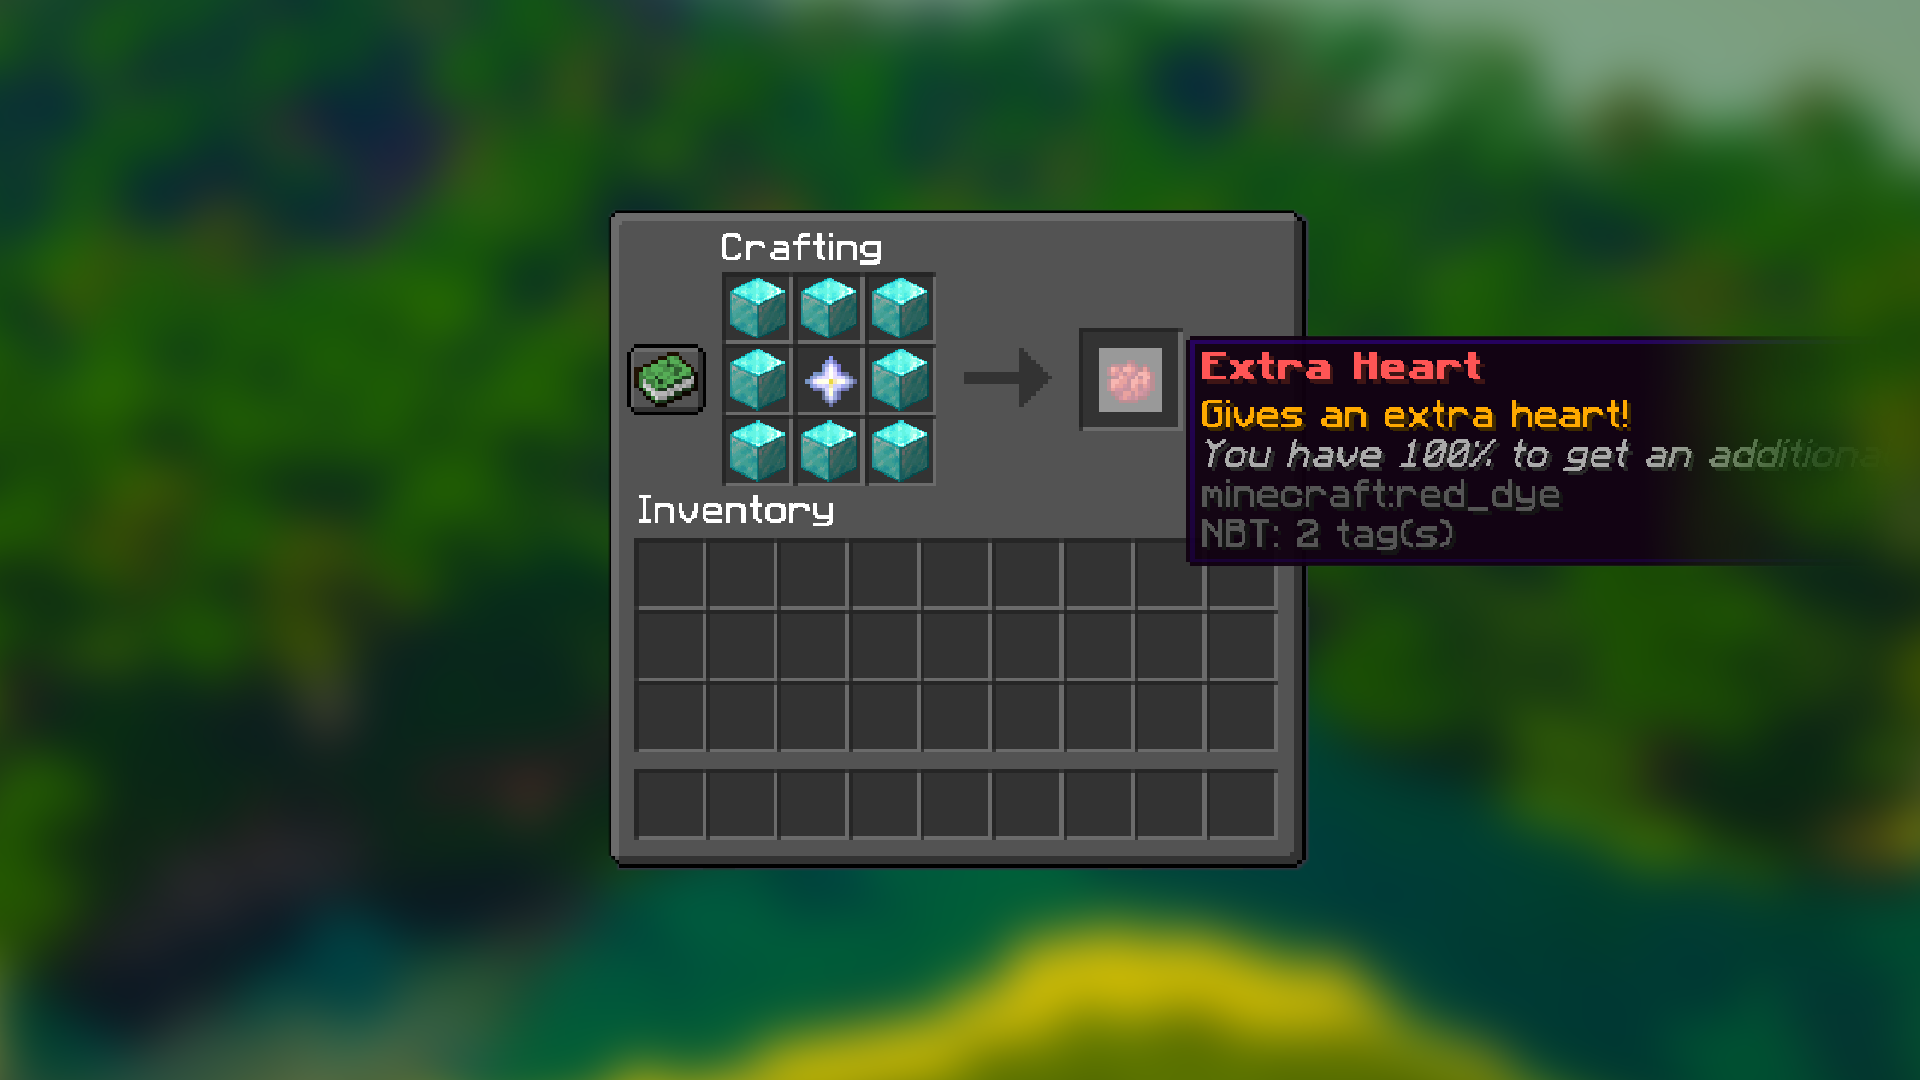 Crafting
Extra Heart
Gives an extra heart!
You have 100% to get an additiona
minecraft:red_dye
NBT: 2 tag(s)
Inventory